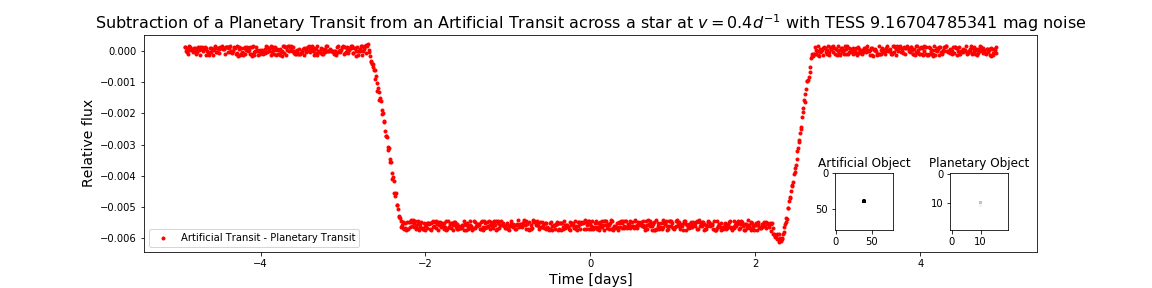 Subtraction of a Planetary Transit from an Artificial Transit across a star at v = 0.4d⁻¹ with TESS 9.16704785341 mag noise
0.000
−0.001
−0.002
−0.003
−0.004
−0.005
−0.006
Relative flux
Artificial Object
0
50
0 50
Planetary Object
0
10
0 10
Artificial Transit - Planetary Transit
−4 −2 0 2 4
Time [days]